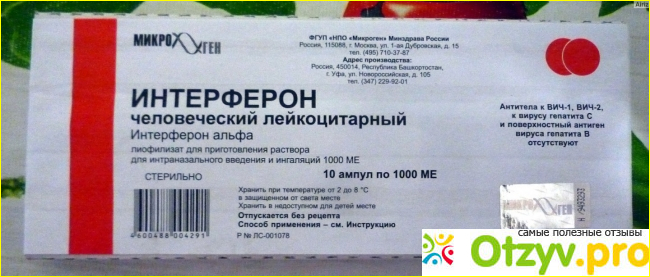 МИКРОГЕН
ФГУП «НПО «Микроген» Минздрава России
Россия, 115088, г. Москва, ул. 1-ая Дубровская, д. 15
тел. (495) 710-37-87
Адрес производства:
Россия, 450014, Республика Башкортостан,
г. Уфа, ул. Новороссийская, д. 105
тел. (347) 229-92-01
ИНТЕРФЕРОН
человеческий лейкоцитарный
Интерферон альфа
лиофилизат для приготовления раствора
для интраназального введения и ингаляций 1000 МЕ
10 ампул по 1000 МЕ
СТЕРИЛЬНО
Хранить при температуре от 2 до 8 °С
в защищенном от света месте
Хранить в недоступном для детей месте
Отпускается без рецепта
Способ применения – см. Инструкцию
Р № ЛС-001078
4600488004291
Антитела к ВИЧ-1, ВИЧ-2,
к вирусу гепатита С
и поверхностный антиген
вируса гепатита В
отсутствуют
ГЕН
самые полезные отзывы
Otzyv.pro